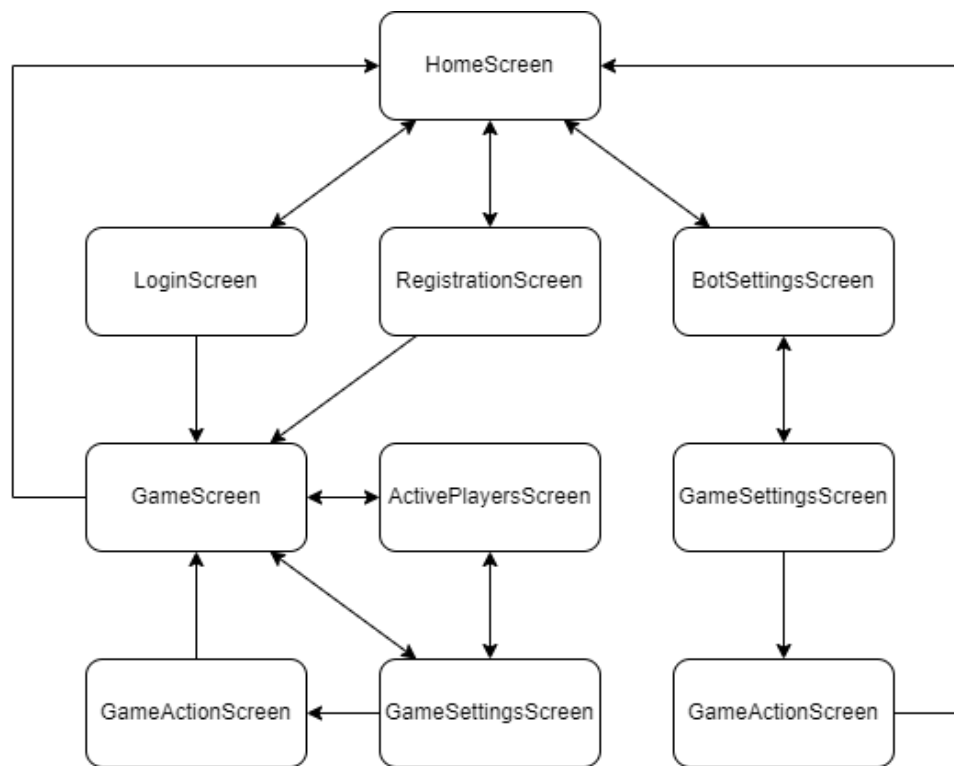 HomeScreen
LoginScreen
RegistrationScreen
BotSettingsScreen
GameScreen
ActivePlayersScreen
GameSettingsScreen
GameActionScreen
GameSettingsScreen
GameActionScreen